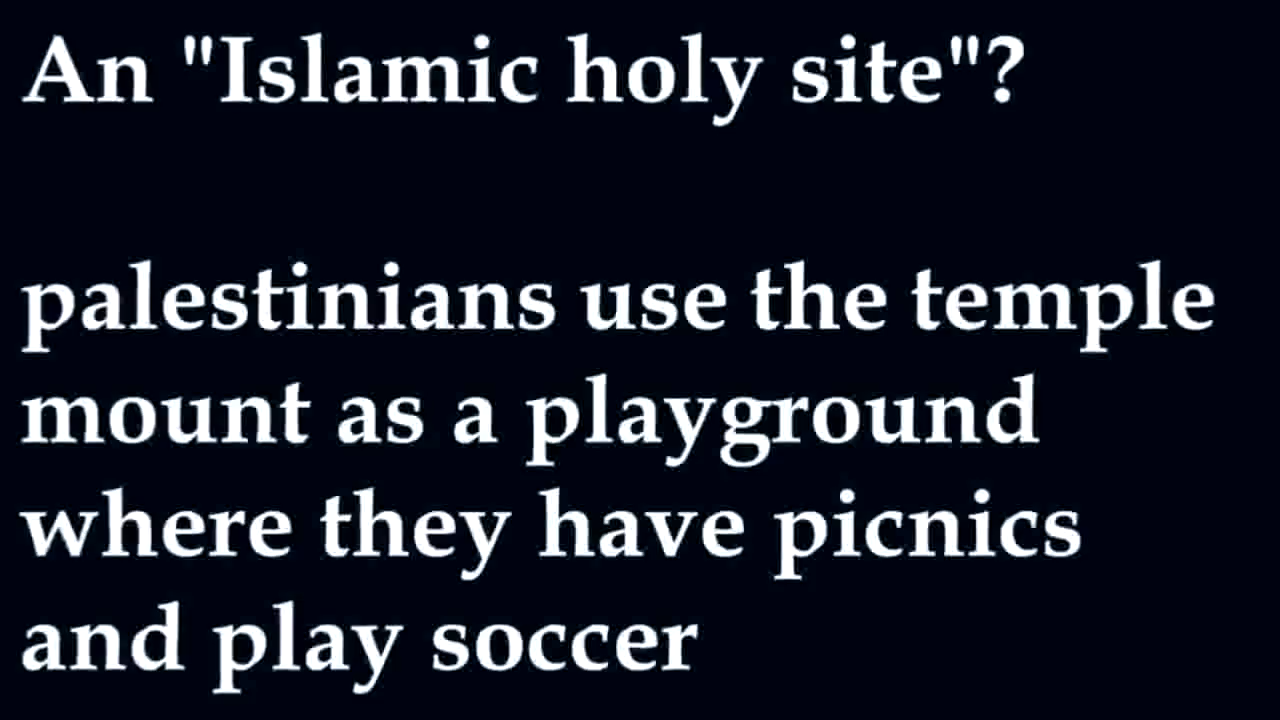 An "Islamic holy site"?
palestinians use the temple
mount as a playground
where they have picnics
and play soccer